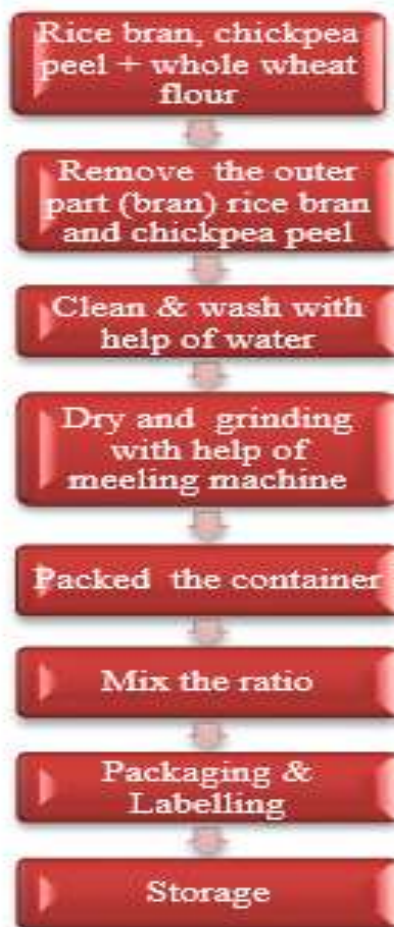 Rice bran, chickpea
peel + whole wheat
flour
Remove the outer
part (bran) rice bran
and chickpea peel
Clean & wash with
help of water
Dry and grinding
with help of
meeling machine
Packed the container
Mix the ratio
Packaging &
Labelling
Storage